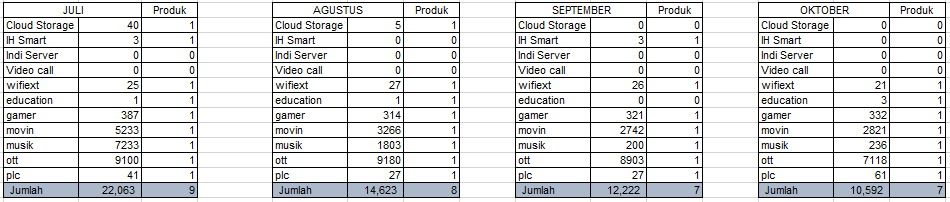 JULI Produk AGUSTUS Produk SEPTEMBER Produk OKTOBER Produk
Cloud Storage 40 1 Cloud Storage 5 1 Cloud Storage 0 0 Cloud Storage 0 0
IH Smart 3 1 IH Smart 0 0 IH Smart 3 1 IH Smart 0 0
Indi Server 0 0 Indi Server 0 0 Indi Server 0 0 Indi Server 0 0
Video call 0 0 Video call 0 0 Video call 0 0 Video call 0 0
wifiext 25 1 wifiext 27 1 wifiext 26 1 wifiext 21 1
education 1 1 education 1 1 education 0 0 education 3 1
gamer 387 1 gamer 314 1 gamer 321 1 gamer 332 1
movin 5233 1 movin 3266 1 movin 2742 1 movin 2821 1
musik 7233 1 musik 1803 1 musik 200 1 musik 236 1
ott 9100 1 ott 9180 1 ott 8903 1 ott 7118 1
plc 41 1 plc 27 1 plc 27 1 plc 61 1
Jumlah 22,063 9 Jumlah 14,623 8 Jumlah 12,222 7 Jumlah 10,592 7